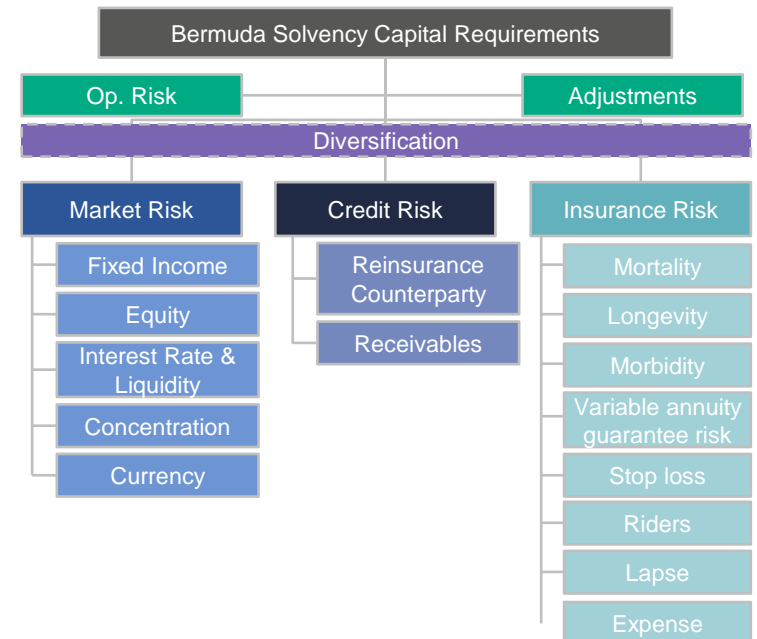 Bermuda Solvency Capital Requirements
Op. Risk
Adjustments
Diversification
Market Risk
Fixed Income
Equity
Interest Rate &
Liquidity
Concentration
Currency
Credit Risk
Reinsurance
Counterparty
Receivables
Insurance Risk
Mortality
Longevity
Morbidity
Variable annuity
guarantee risk
Stop loss
Riders
Lapse
Expense